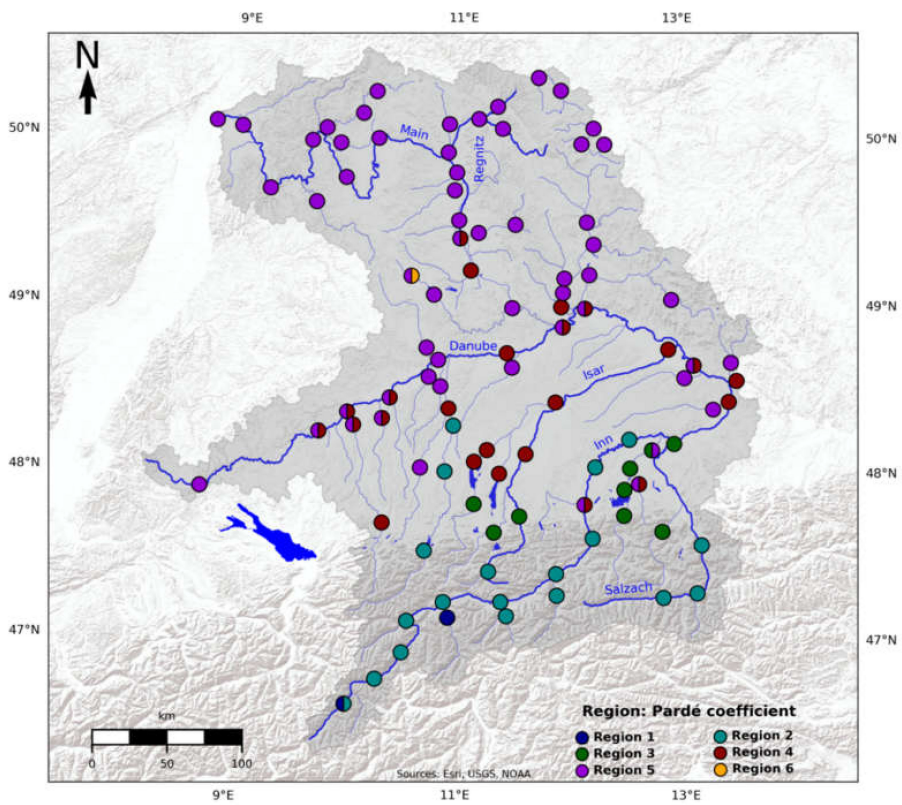 9°E 11°E 13°E
N
50°N 50°N
Main
Regnitz
49°N 49°N
Danube
Isar
Inn
48°N 48°N
Salzach
47°N 47°N
Region: Pardé coefficient
km
Region 1 Region 2
Region 3 Region 4
Region 5 Region 6
0 50 100
Sources: Esri, USGS, NOAA
9°E 11°E 13°E